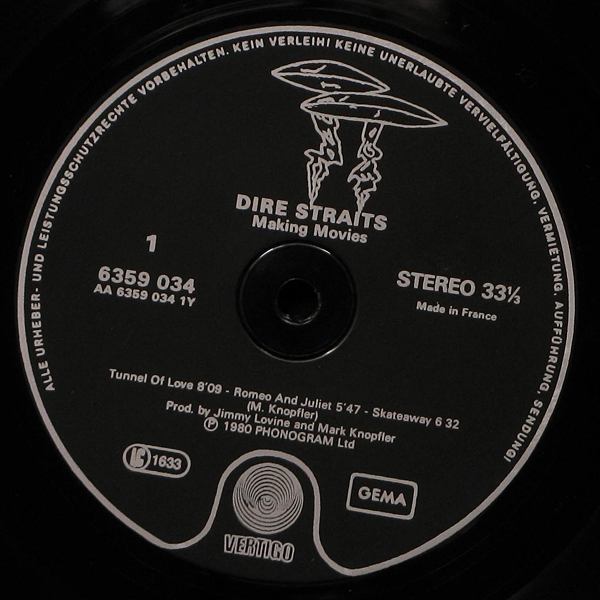 ALLE URHEBER- UND LEISTUNGSSCHUTZRECHTE VORBEHALTEN. KEIN VERLEIH! KEINE UNERLAUBTE VERVIELFÄLTIGUNG, VERMIETUNG, AUFFÜHRUNG, SENDUNG!
DIRE STRAITS
Making Movies
1
6359 034
AA 6359 034 1Y
STEREO 33⅓
Made in France
Tunnel Of Love 8'09 - Romeo And Juliet 5'47 - Skateaway 6 32
(M. Knopfler)
Prod. by Jimmy Lovine and Mark Knopfler
℗ 1980 PHONOGRAM Ltd
LC 1633
GEMA
VERTIGO